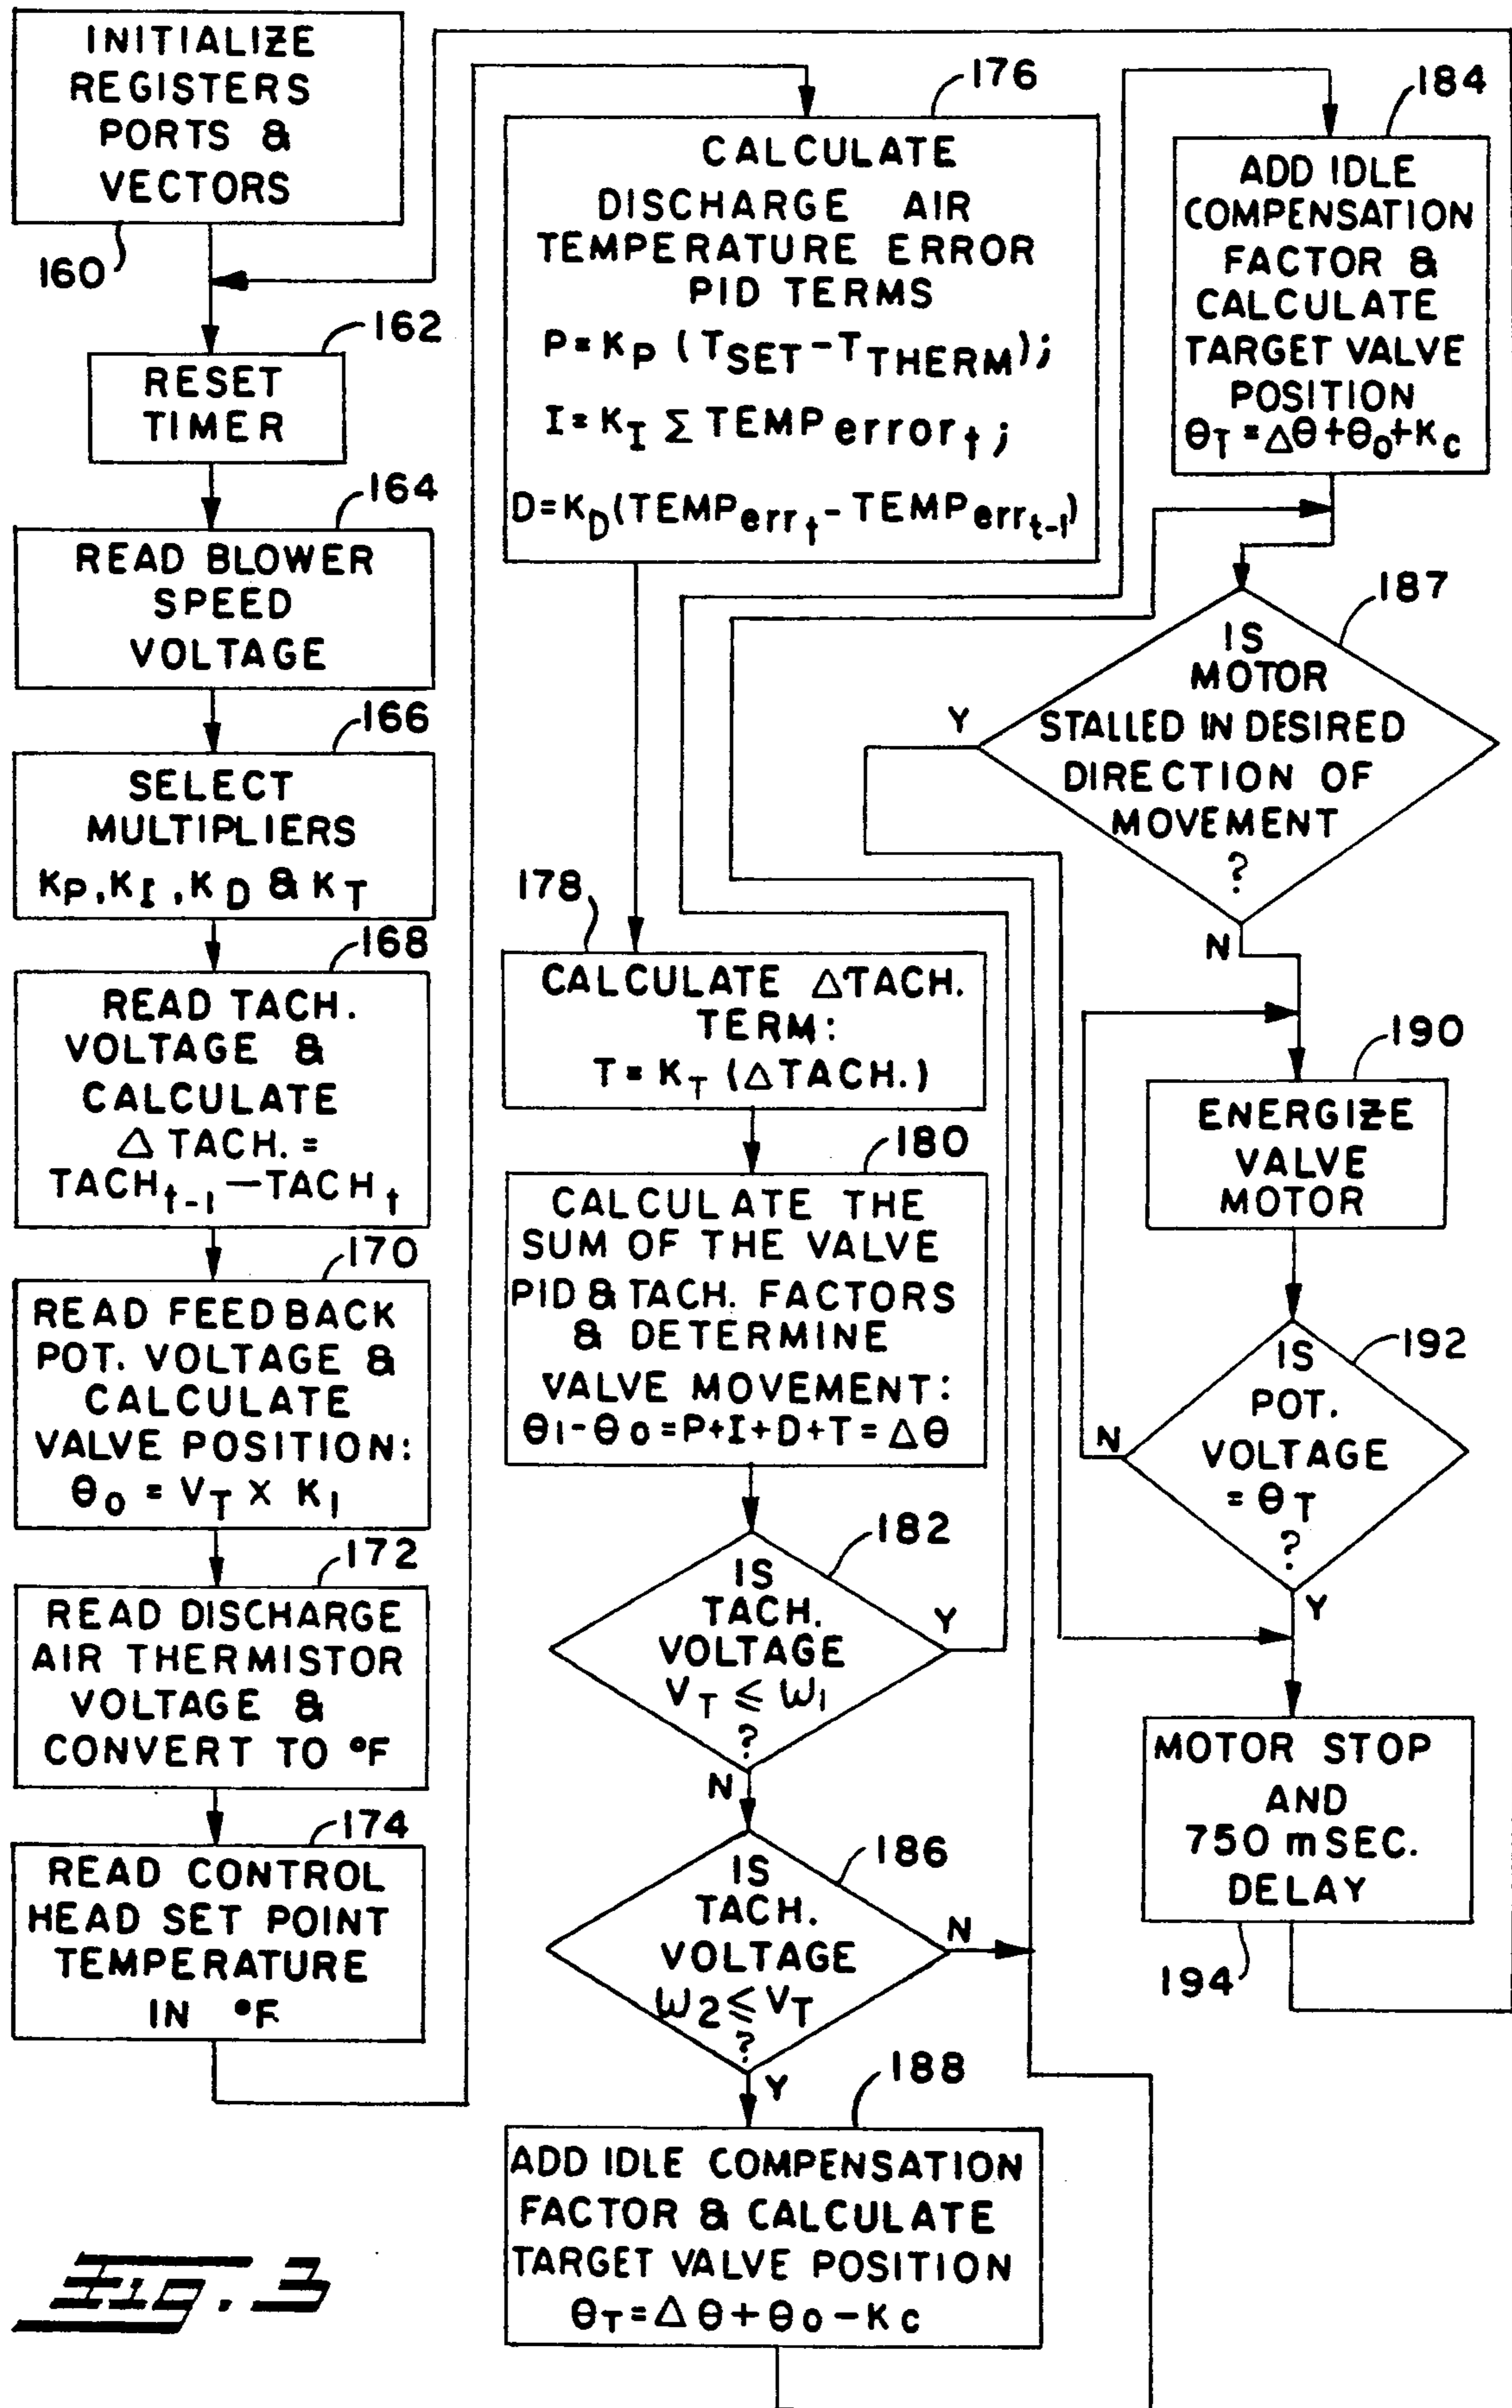 INITIALIZE
REGISTERS
PORTS &
VECTORS
160
162
RESET
TIMER
164
READ BLOWER
SPEED
VOLTAGE
166
SELECT
MULTIPLIERS
KP, KI, KD & KT
168
READ TACH.
VOLTAGE &
CALCULATE
Δ TACH. =
TACHt-1 — TACHt
170
READ FEEDBACK
POT. VOLTAGE &
CALCULATE
VALVE POSITION:
θo = VT X K1
172
READ DISCHARGE
AIR THERMISTOR
VOLTAGE &
CONVERT TO °F
174
READ CONTROL
HEAD SET POINT
TEMPERATURE
IN °F
176
CALCULATE
DISCHARGE AIR
TEMPERATURE ERROR
PID TERMS
P = KP (TSET - TTHERM);
I = KI Σ TEMP errort ;
D = KD (TEMPerrt - TEMPerrt-1)
178
CALCULATE ΔTACH.
TERM:
T = KT (ΔTACH.)
180
CALCULATE THE
SUM OF THE VALVE
PID & TACH. FACTORS
& DETERMINE
VALVE MOVEMENT:
θ1 - θo = P+I+D+T = Δθ
182
IS
TACH.
VOLTAGE
VT ≤ ω1
?
Y
N
186
IS
TACH.
VOLTAGE
ω2 ≤ VT
?
N
Y
188
ADD IDLE COMPENSATION
FACTOR & CALCULATE
TARGET VALVE POSITION
θT = Δθ + θo - Kc
184
ADD IDLE
COMPENSATION
FACTOR &
CALCULATE
TARGET VALVE
POSITION
θT = Δθ + θo + Kc
187
IS
MOTOR
STALLED IN DESIRED
DIRECTION OF
MOVEMENT
?
Y
N
190
ENERGIZE
VALVE
MOTOR
192
IS
POT.
VOLTAGE
= θT
?
N
Y
MOTOR STOP
AND
750 mSEC.
DELAY
194
Fig. 3